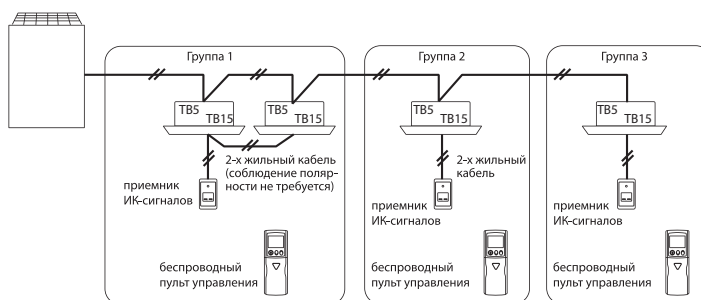 Группа 1
Группа 2
Группа 3
TB5
TB15
TB5
TB15
TB5
TB15
TB5
TB15
2-х жильный кабель
(соблюдение поляр-
ности не требуется)
2-х жильный
кабель
приемник
ИК-сигналов
приемник
ИК-сигналов
приемник
ИК-сигналов
беспроводный
пульт управления
беспроводный
пульт управления
беспроводный
пульт управления